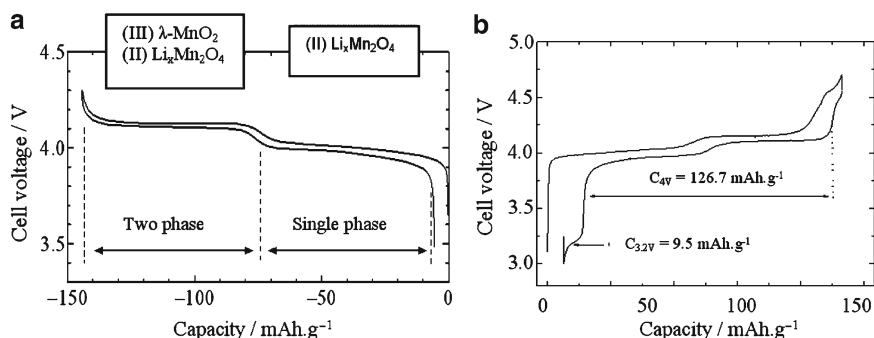 a
(III) λ-MnO₂
(II) LiₓMn₂O₄
(II) LiₓMn₂O₄
4.5
4.0
3.5
Cell voltage / V
Two phase
Single phase
−150
−100
−50
0
Capacity / mAh.g⁻¹
b
5.0
4.5
4.0
3.5
3.0
Cell voltage / V
C₄ᵥ = 126.7 mAh.g⁻¹
C₃.₂ᵥ = 9.5 mAh.g⁻¹
0
50
100
150
Capacity / mAh.g⁻¹